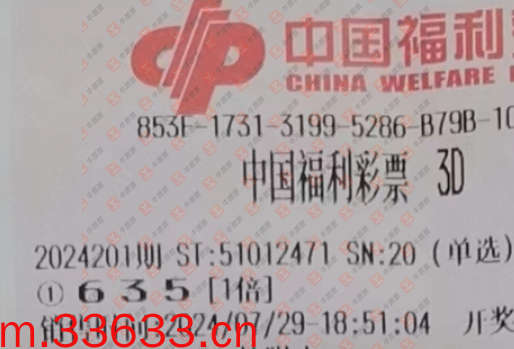 中国福利
CHINA WELFARE
853F-1731-3199-5286-B79B-10
中国福利彩票 3D
2024201期 ST:51012471 SN:20 (单选)
① 6 3 5 [1倍]
2024/07/29-18:51:04 开奖
m.33633.cn